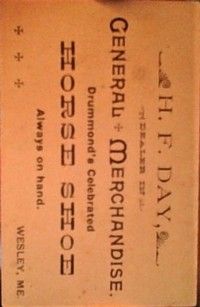 H. F. DAY,
DEALER IN
GENERAL MERCHANDISE,
Drummond's Celebrated
HORSE SHOE
Always on hand.
WESLEY, ME.